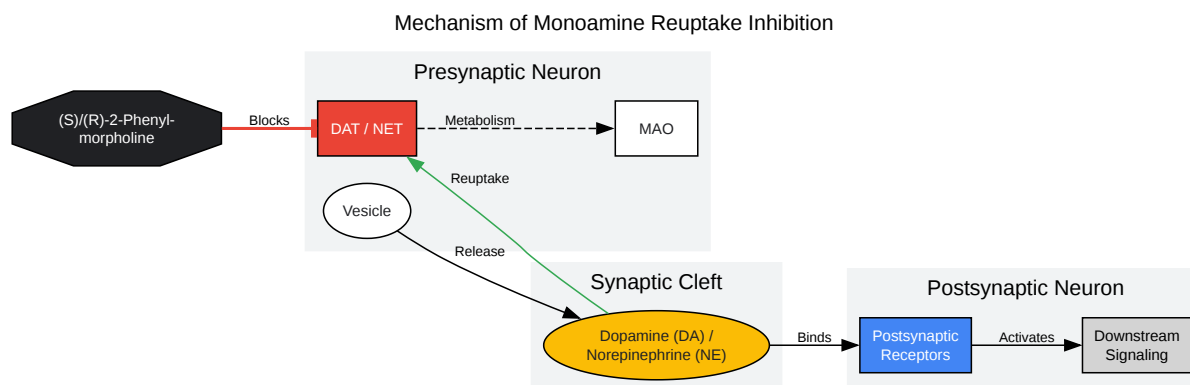 Mechanism of Monoamine Reuptake Inhibition
Presynaptic Neuron
(S)/(R)-2-Phenyl-
morpholine
Blocks
DAT / NET
Metabolism
MAO
Reuptake
Vesicle
Release
Synaptic Cleft
Dopamine (DA) /
Norepinephrine (NE)
Binds
Postsynaptic Neuron
Postsynaptic
Receptors
Activates
Downstream
Signaling